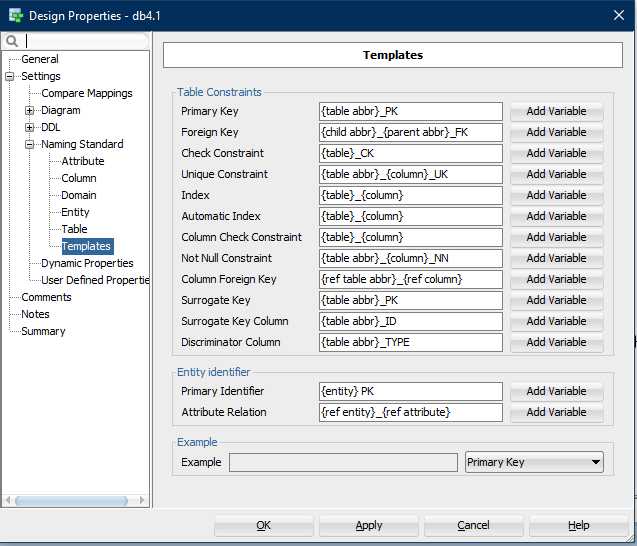 Design Properties - db4.1
General
Settings
Compare Mappings
Diagram
DDL
Naming Standard
Attribute
Column
Domain
Entity
Table
Templates
Dynamic Properties
User Defined Propertie
Comments
Notes
Summary
Templates
Table Constraints
Primary Key {table abbr}_PK Add Variable
Foreign Key {child abbr}_{parent abbr}_FK Add Variable
Check Constraint {table}_CK Add Variable
Unique Constraint {table abbr}_{column}_UK Add Variable
Index {table}_{column} Add Variable
Automatic Index {table}_{column} Add Variable
Column Check Constraint {table}_{column} Add Variable
Not Null Constraint {table abbr}_{column}_NN Add Variable
Column Foreign Key {ref table abbr}_{ref column} Add Variable
Surrogate Key {table abbr}_PK Add Variable
Surrogate Key Column {table abbr}_ID Add Variable
Discriminator Column {table abbr}_TYPE Add Variable
Entity identifier
Primary Identifier {entity} PK Add Variable
Attribute Relation {ref entity}_{ref attribute} Add Variable
Example
Example Primary Key
OK Apply Cancel Help